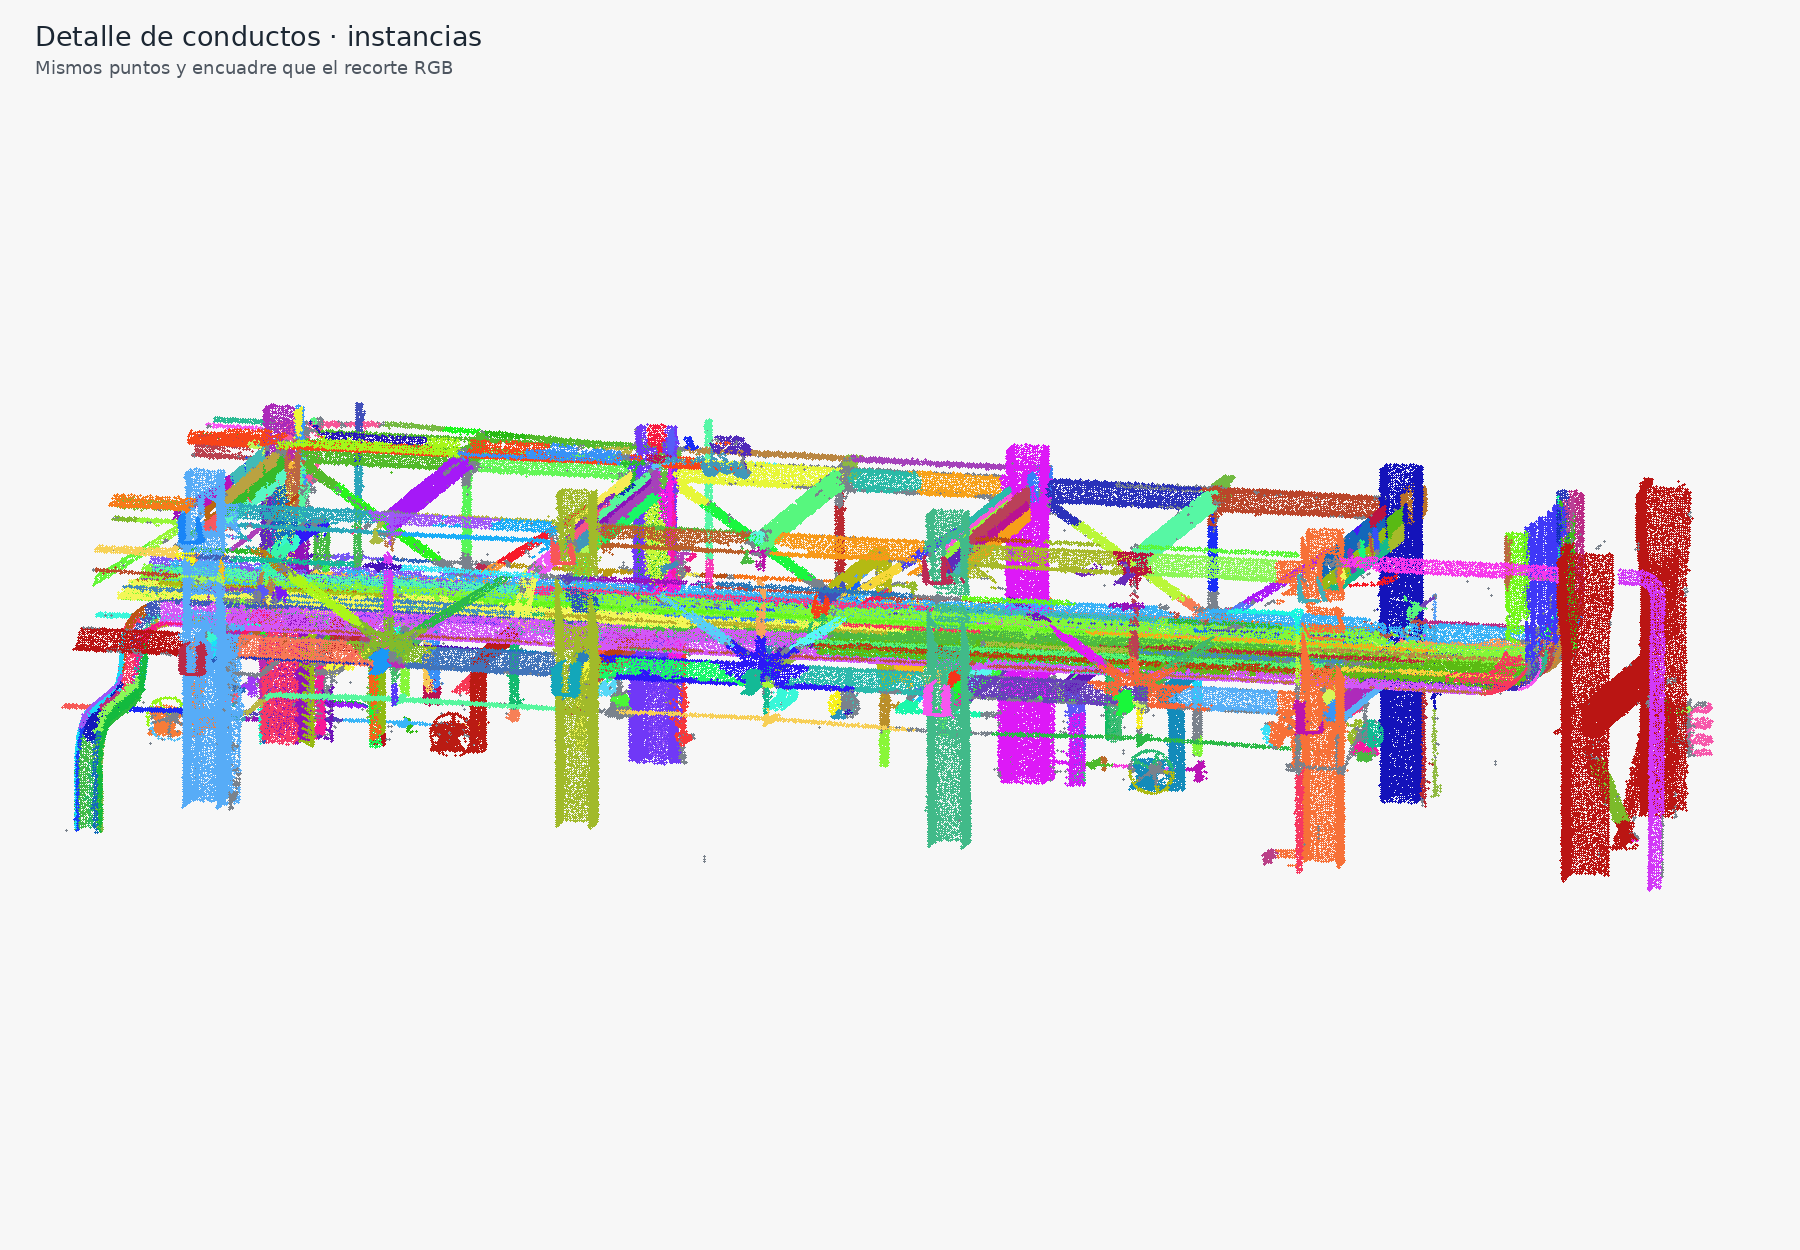 Detalle de conductos · instancias
Mismos puntos y encuadre que el recorte RGB